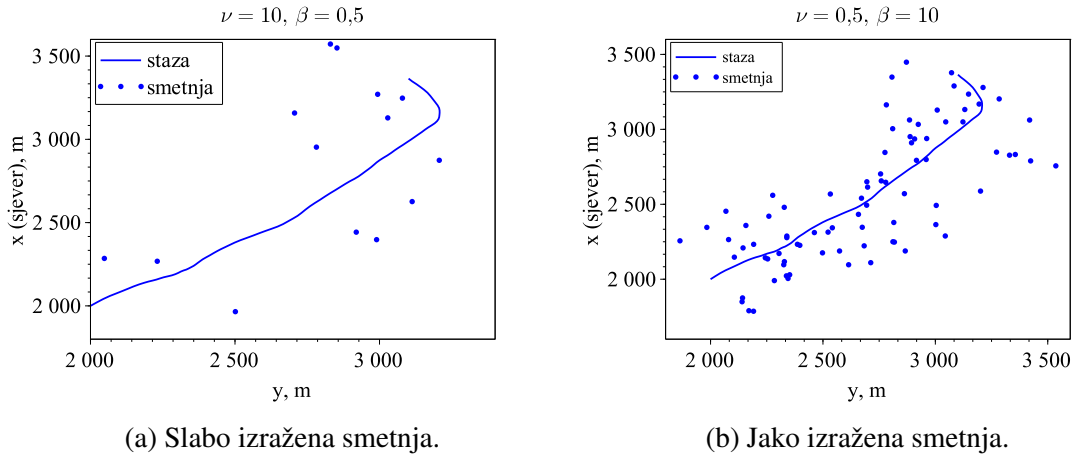 ν = 10, β = 0,5
staza
smetnja
3 500
3 000
2 500
2 000
x (sjever), m
2 000
2 500
3 000
y, m
(a) Slabo izražena smetnja.
ν = 0,5, β = 10
staza
smetnja
3 500
3 000
2 500
2 000
x (sjever), m
2 000
2 500
3 000
3 500
y, m
(b) Jako izražena smetnja.